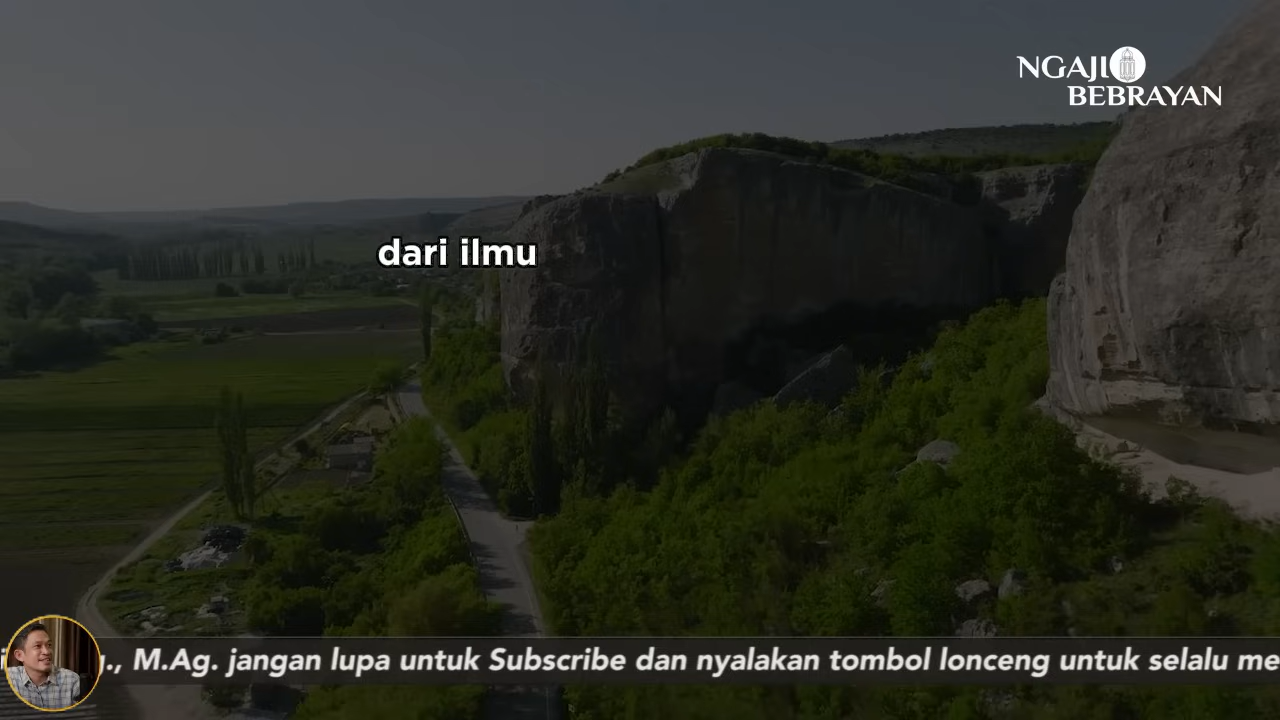 NGAJI
BEBRAYAN
dari ilmu
g., M.Ag. jangan lupa untuk Subscribe dan nyalakan tombol lonceng untuk selalu me